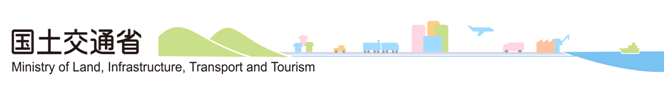 国土交通省
Ministry of Land, Infrastructure, Transport and Tourism